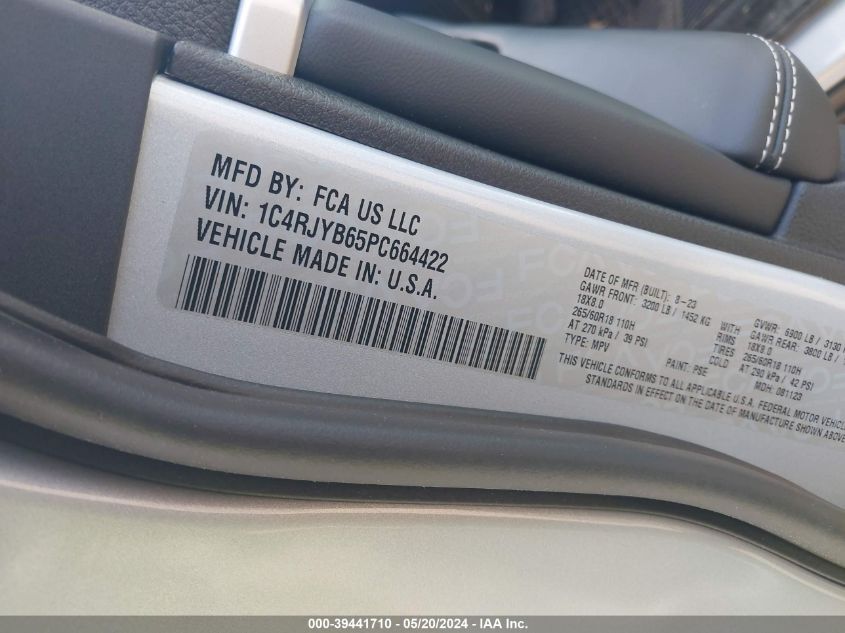 MFD BY: FCA US LLC
VIN: 1C4RJYB65PC664422
VEHICLE MADE IN: U.S.A.
DATE OF MFR (BUILT): 8-23 GVWR: 6900 LB / 3130
GAWR FRONT: 3200 LB / 1452 KG WITH GAWR REAR: 3800 LB /
18X8.0 RIMS 18X8.0
265/60R18 110H TIRES 265/60R18 110H
AT 270 kPa / 39 PSI COLD AT 290 kPa / 42 PSI
TYPE: MPV PAINT: PSE MDH: 081123
THIS VEHICLE CONFORMS TO ALL APPLICABLE U.S.A. FEDERAL MOTOR VEHICL
STANDARDS IN EFFECT ON THE DATE OF MANUFACTURE SHOWN ABOVE
000-39441710 - 05/20/2024 - IAA Inc.